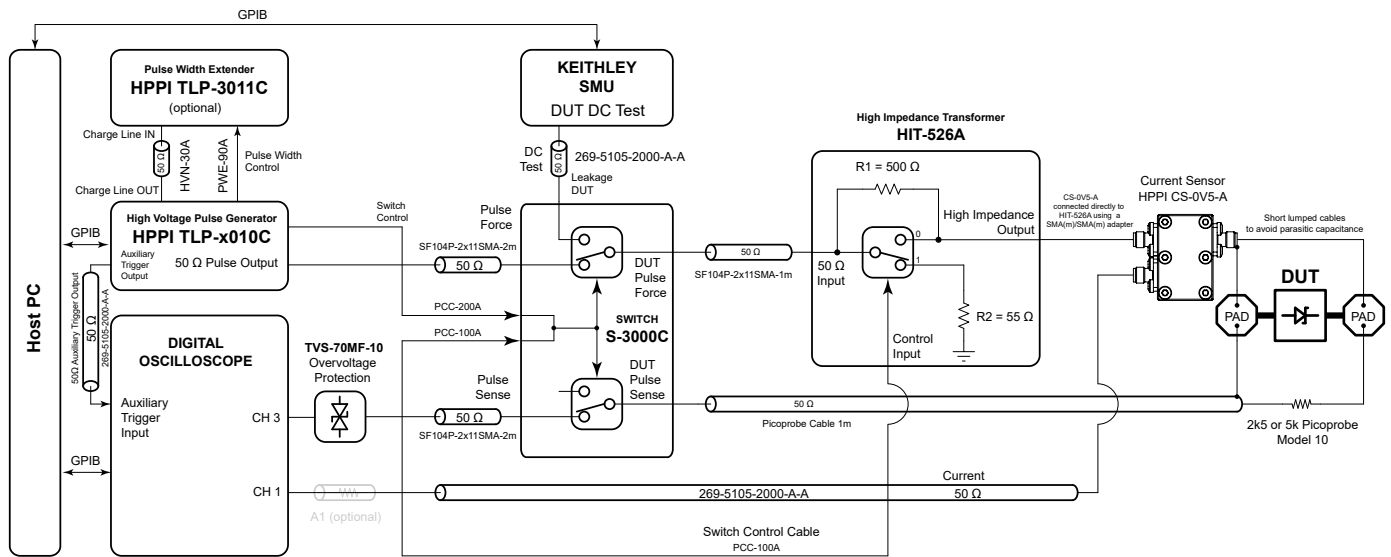 GPIB
Host PC
Pulse Width Extender
HPPI TLP-3011C
(optional)
Charge Line IN
50 Ω
HVN-30A
PWE-90A
Pulse Width
Control
Charge Line OUT
High Voltage Pulse Generator
HPPI TLP-x010C
Auxiliary
Trigger
Output
50 Ω Pulse Output
GPIB
50Ω Auxiliary Trigger Output
269-5105-2000-A-A
50 Ω
DIGITAL
OSCILLOSCOPE
Auxiliary
Trigger
Input
CH 3
CH 1
GPIB
TVS-70MF-10
Overvoltage
Protection
A1 (optional)
KEITHLEY
SMU
DUT DC Test
DC
Test
50 Ω
269-5105-2000-A-A
Leakage
DUT
Switch
Control
Pulse
Force
SF104P-2x11SMA-2m
50 Ω
DUT
Pulse
Force
PCC-200A
PCC-100A
SWITCH
S-3000C
Pulse
Sense
50 Ω
SF104P-2x11SMA-2m
DUT
Pulse
Sense
50 Ω
SF104P-2x11SMA-1m
High Impedance Transformer
HIT-526A
R1 = 500 Ω
High Impedance
Output
0
1
50 Ω
Input
R2 = 55 Ω
Control
Input
CS-0V5-A
connected directly to
HIT-526A using a
SMA(m)/SMA(m) adapter
Current Sensor
HPPI CS-0V5-A
Short lumped cables
to avoid parasitic capacitance
DUT
PAD
PAD
50 Ω
Picoprobe Cable 1m
2k5 or 5k Picoprobe
Model 10
Current
269-5105-2000-A-A
50 Ω
Switch Control Cable
PCC-100A